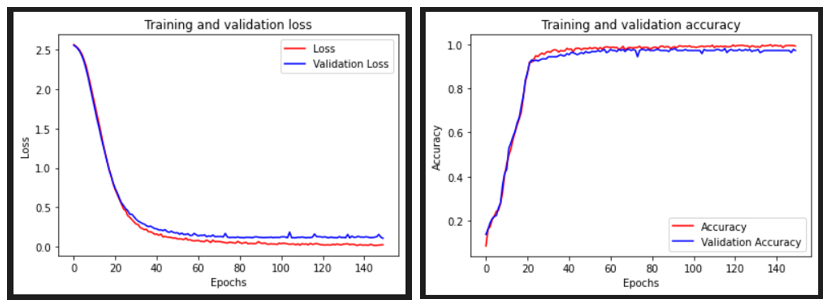 Training and validation loss
Loss
2.5
2.0
1.5
1.0
0.5
0.0
0 20 40 60 80 100 120 140
Epochs
Loss
Validation Loss
Training and validation accuracy
Accuracy
1.0
0.8
0.6
0.4
0.2
0 20 40 60 80 100 120 140
Epochs
Accuracy
Validation Accuracy